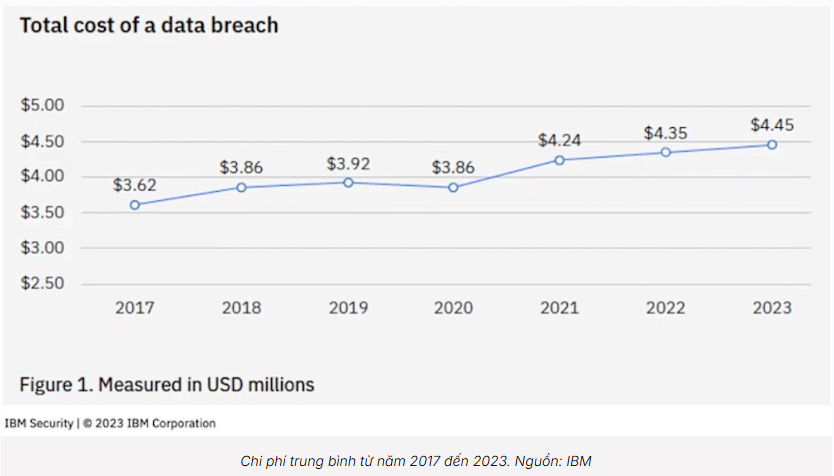 Total cost of a data breach
$5.00
$4.50
$4.00
$3.50
$3.00
$2.50
$3.62
$3.86
$3.92
$3.86
$4.24
$4.35
$4.45
2017 2018 2019 2020 2021 2022 2023
Figure 1. Measured in USD millions
IBM Security | © 2023 IBM Corporation
Chi phí trung bình từ năm 2017 đến 2023. Nguồn: IBM